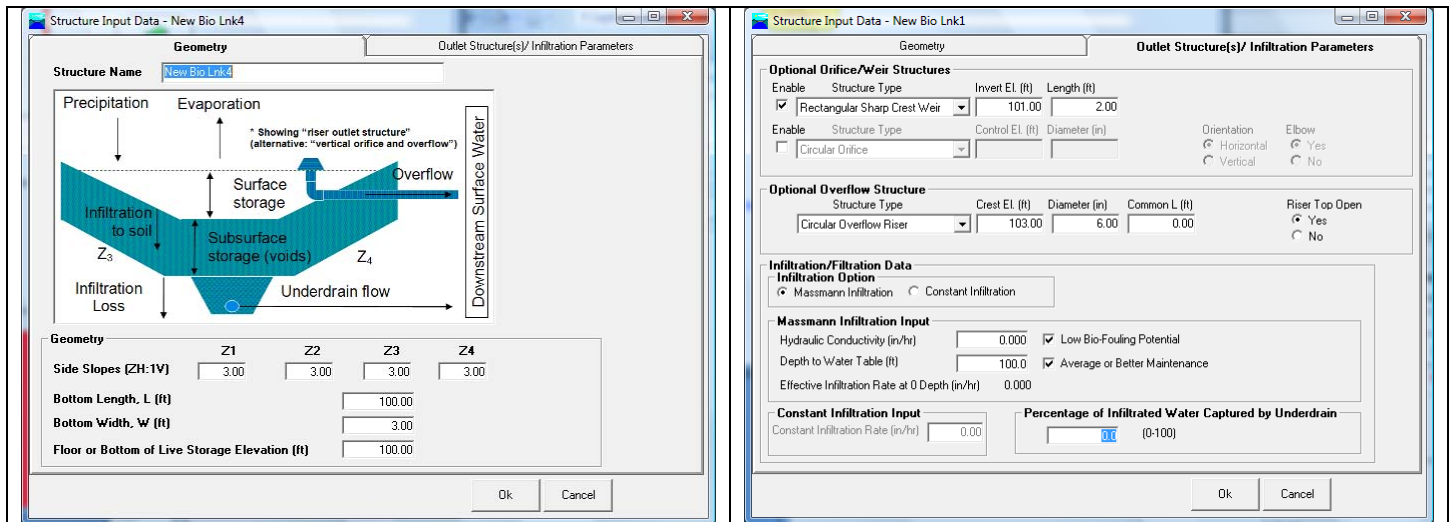 Structure Input Data - New Bio Lnk4
Geometry Outlet Structure(s)/ Infiltration Parameters
Structure Name New Bio Lnk4
Precipitation Evaporation
* Showing "riser outlet structure"
(alternative: "vertical orifice and overflow")
Overflow
Surface
storage
Infiltration
to soil
Subsurface
storage (voids)
Z3 Z4
Infiltration
Loss
Underdrain flow
Downstream Surface Water
Geometry
Z1 Z2 Z3 Z4
Side Slopes (ZH:1V) 3.00 3.00 3.00 3.00
Bottom Length, L (ft) 100.00
Bottom Width, W (ft) 3.00
Floor or Bottom of Live Storage Elevation (ft) 100.00
Ok Cancel
Structure Input Data - New Bio Lnk1
Geometry Outlet Structure(s)/ Infiltration Parameters
Optional Orifice/Weir Structures
Enable Structure Type Invert El. (ft) Length (ft)
Rectangular Sharp Crest Weir 101.00 2.00
Enable Structure Type Control El. (ft) Diameter (in) Orientation Elbow
Circular Orifice Horizontal Yes
Vertical No
Optional Overflow Structure
Structure Type Crest El. (ft) Diameter (in) Common L (ft) Riser Top Open
Circular Overflow Riser 103.00 6.00 0.00 Yes
No
Infiltration/Filtration Data
Infiltration Option
Massmann Infiltration Constant Infiltration
Massmann Infiltration Input
Hydraulic Conductivity (in/hr) 0.000 Low Bio-Fouling Potential
Depth to Water Table (ft) 100.0 Average or Better Maintenance
Effective Infiltration Rate at 0 Depth (in/hr) 0.000
Constant Infiltration Input Percentage of Infiltrated Water Captured by Underdrain
Constant Infiltration Rate (in/hr) 0.00 0.0 (0-100)
Ok Cancel